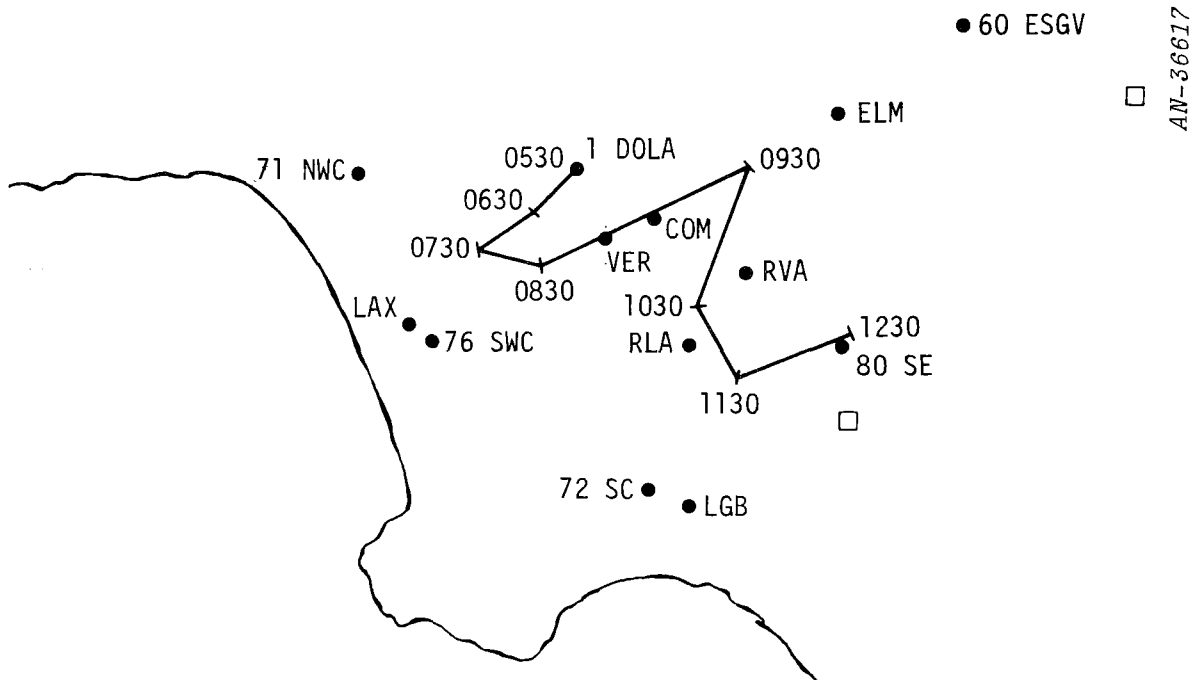 60 ESGV
AN-36617
ELM
1 DOLA
0530
0930
71 NWC
0630
COM
0730
VER
RVA
0830
LAX
1030
1230
76 SWC
RLA
80 SE
1130
72 SC
LGB